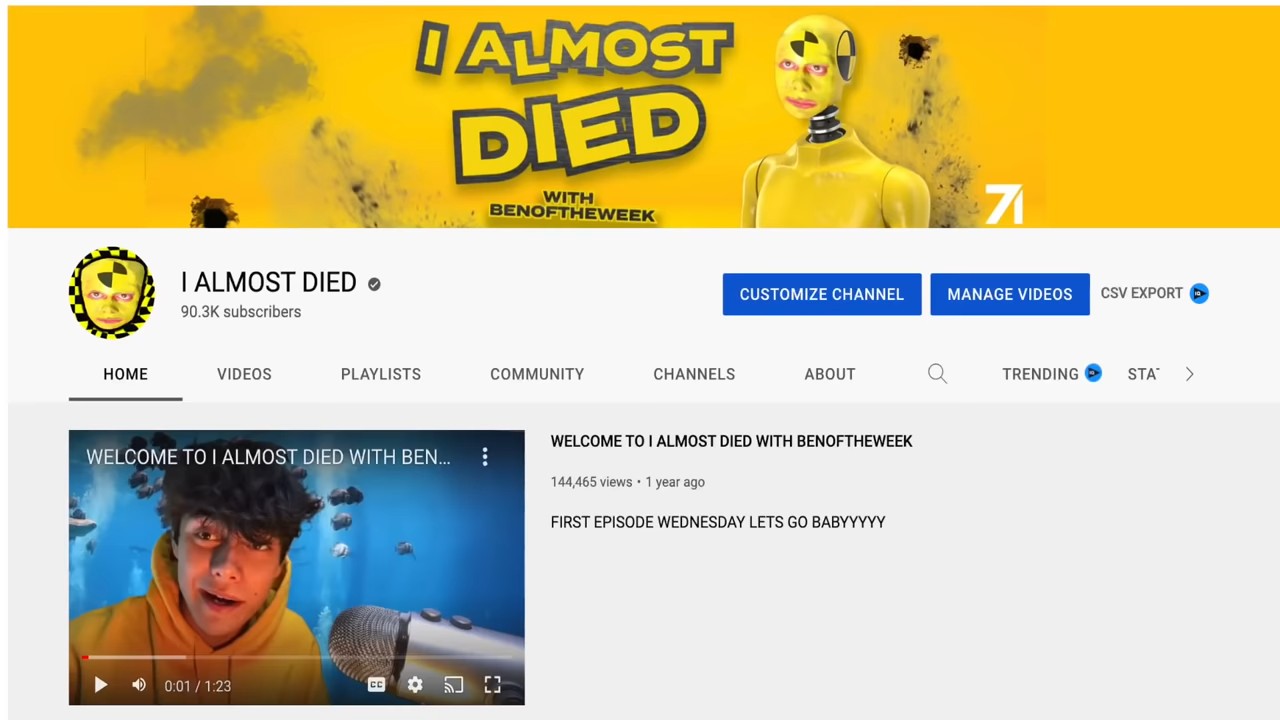 I ALMOST
DIED
WITH
BENOFTHEWEEK
I ALMOST DIED
90.3K subscribers
CUSTOMIZE CHANNEL
MANAGE VIDEOS
CSV EXPORT
HOME
VIDEOS
PLAYLISTS
COMMUNITY
CHANNELS
ABOUT
TRENDING
STAT
WELCOME TO I ALMOST DIED WITH BEN...
0:01 / 1:23
CC
WELCOME TO I ALMOST DIED WITH BENOFTHEWEEK
144,465 views • 1 year ago
FIRST EPISODE WEDNESDAY LETS GO BABYYYYY